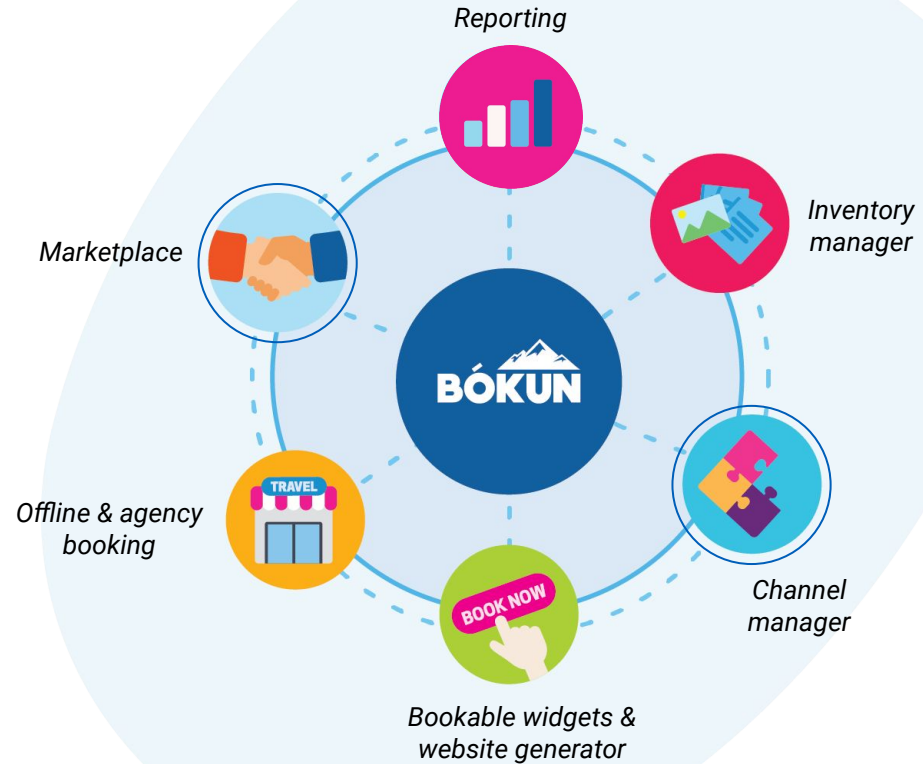 Reporting
Inventory
manager
Marketplace
BÓKUN
TRAVEL
Offline & agency
booking
Channel
manager
BOOK NOW
Bookable widgets &
website generator